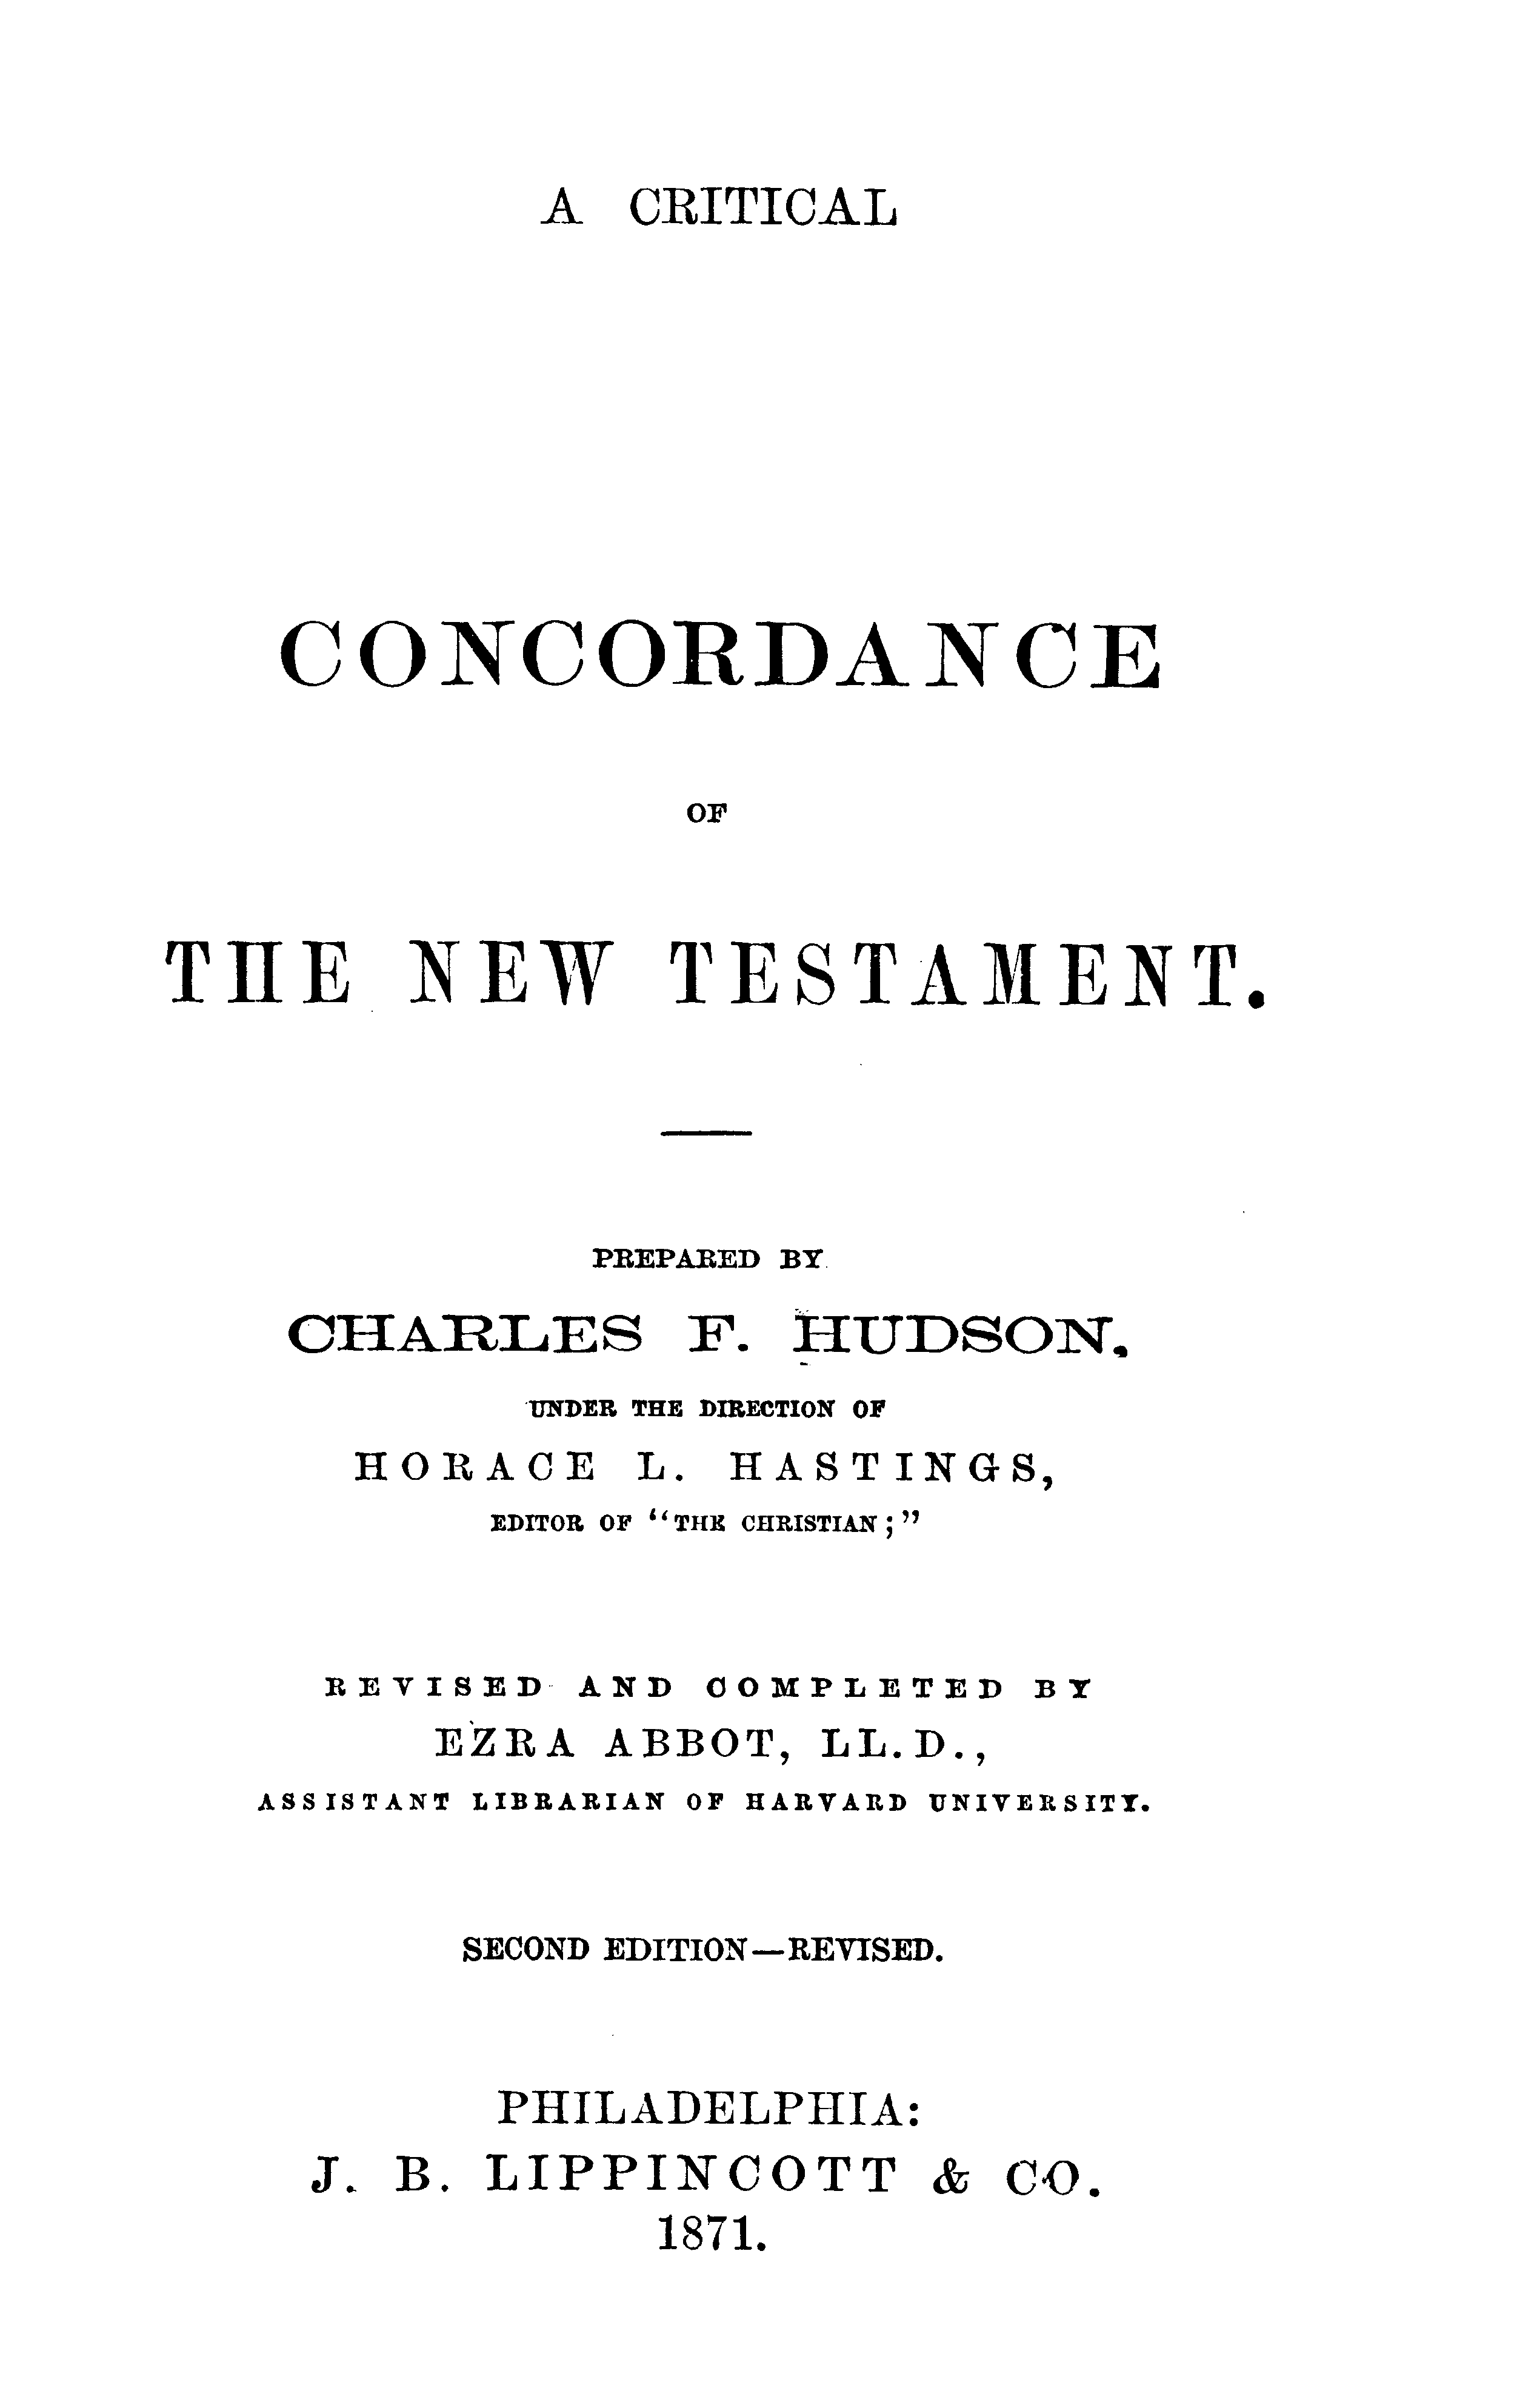 A CRITICAL
CONCORDANCE
OF
THE NEW TESTAMENT.
PREPARED BY
CHARLES F. HUDSON,
UNDER THE DIRECTION OF
HORACE L. HASTINGS,
EDITOR OF “THE CHRISTIAN;”
REVISED AND COMPLETED BY
EZRA ABBOT, LL.D.,
ASSISTANT LIBRARIAN OF HARVARD UNIVERSITY.
SECOND EDITION—REVISED.
PHILADELPHIA:
J. B. LIPPINCOTT & CO.
1871.